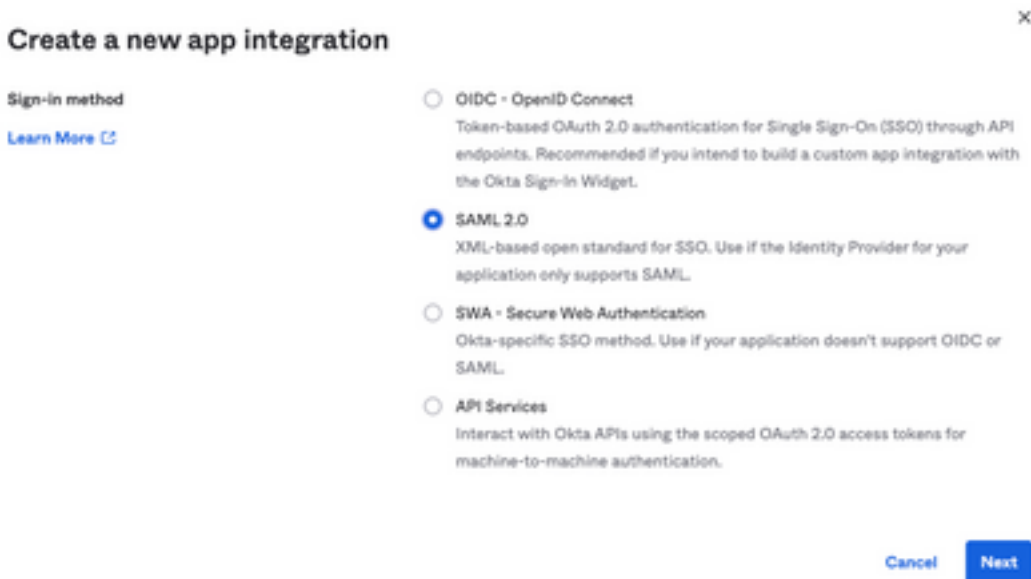 Create a new app integration
Sign-in method
Learn More
OIDC - OpenID Connect
Token-based OAuth 2.0 authentication for Single Sign-On (SSO) through API
endpoints. Recommended if you intend to build a custom app integration with
the Okta Sign-In Widget.
SAML 2.0
XML-based open standard for SSO. Use if the Identity Provider for your
application only supports SAML.
SWA - Secure Web Authentication
Okta-specific SSO method. Use if your application doesn't support OIDC or
SAML.
API Services
Interact with Okta APIs using the scoped OAuth 2.0 access tokens for
machine-to-machine authentication.
Cancel
Next